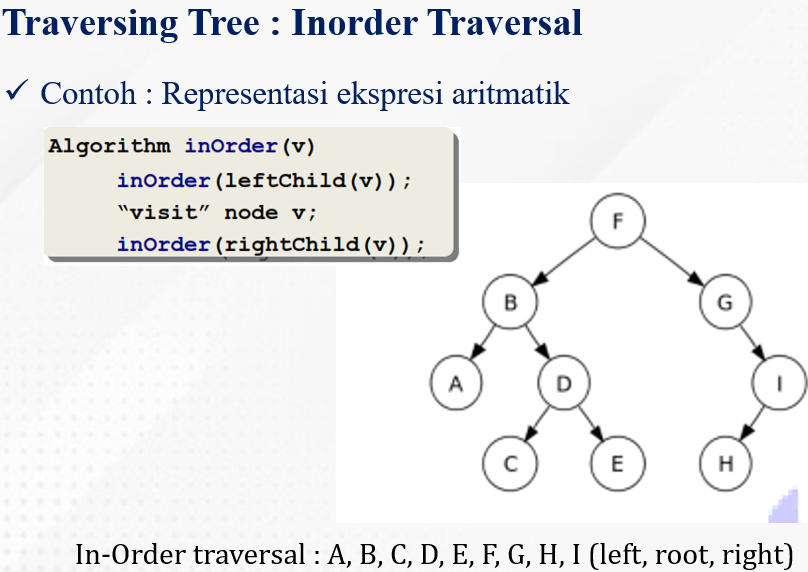 Traversing Tree : Inorder Traversal
✓ Contoh : Representasi ekspresi aritmatik
Algorithm inOrder(v)
inOrder(leftChild(v));
“visit” node v;
inOrder(rightChild(v));
F
B
G
A
D
I
C
E
H
In-Order traversal : A, B, C, D, E, F, G, H, I (left, root, right)